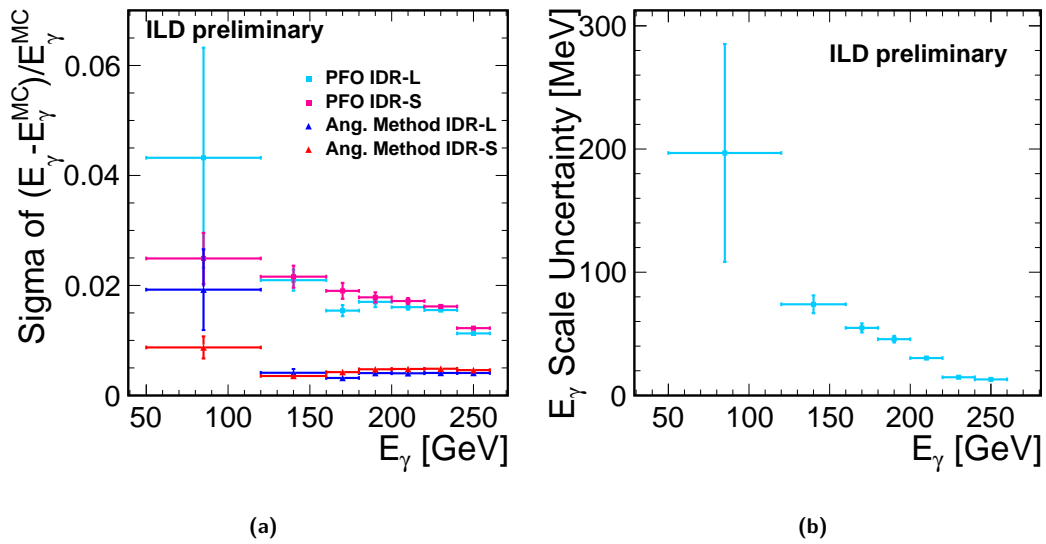 ILD preliminary
Sigma of (E_γ-E_γ^MC)/E_γ^MC
0.06
0.04
0.02
0
PFO IDR-L
PFO IDR-S
Ang. Method IDR-L
Ang. Method IDR-S
50 100 150 200 250
E_γ [GeV]
(a)
ILD preliminary
E_γ Scale Uncertainty [MeV]
300
200
100
0
50 100 150 200 250
E_γ [GeV]
(b)